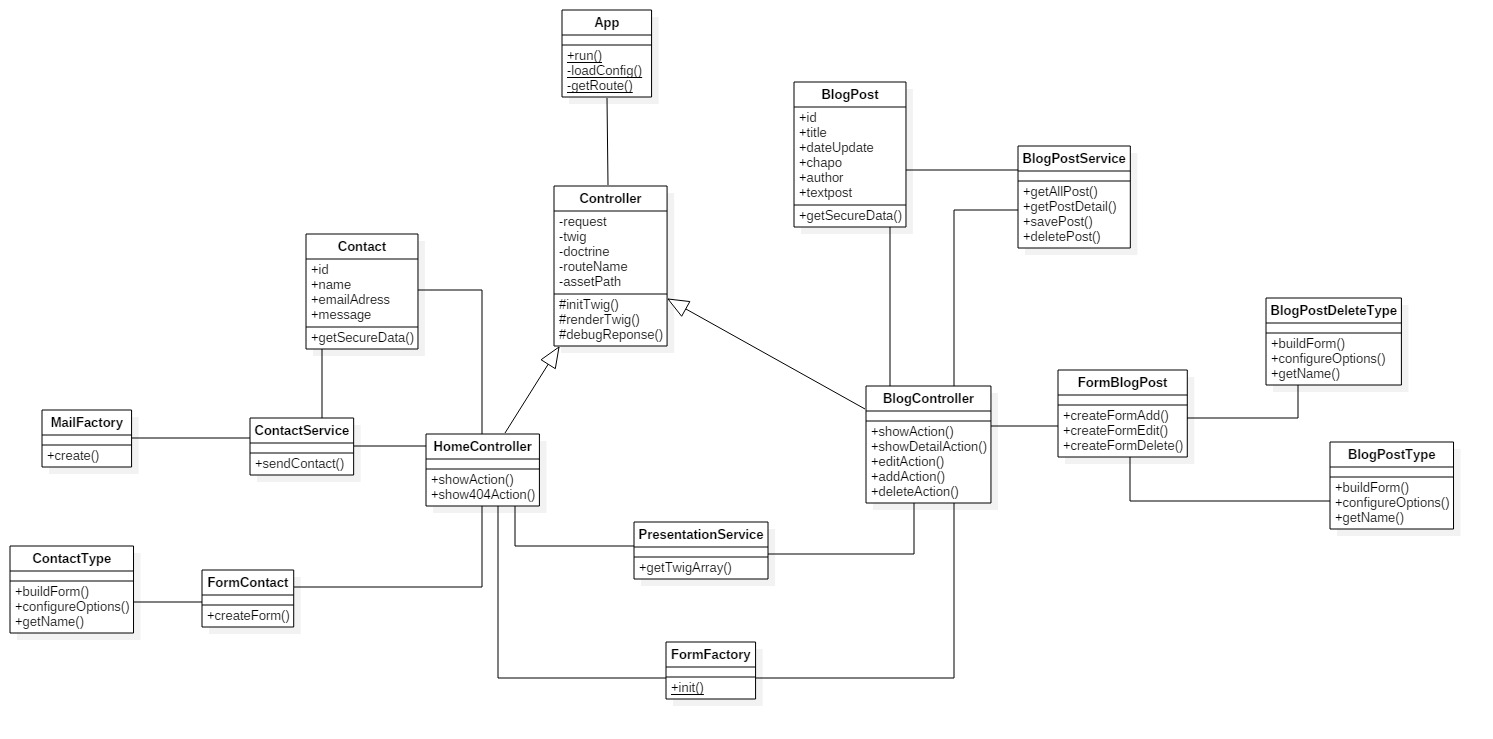 App
+run()
-loadConfig()
-getRoute()
BlogPost
+id
+title
+dateUpdate
+chapo
+author
+textpost
+getSecureData()
BlogPostService
+getAllPost()
+getPostDetail()
+savePost()
+deletePost()
Controller
-request
-twig
-doctrine
-routeName
-assetPath
#initTwig()
#renderTwig()
#debugReponse()
Contact
+id
+name
+emailAdress
+message
+getSecureData()
BlogPostDeleteType
+buildForm()
+configureOptions()
+getName()
FormBlogPost
+createFormAdd()
+createFormEdit()
+createFormDelete()
BlogController
+showAction()
+showDetailAction()
+editAction()
+addAction()
+deleteAction()
MailFactory
+create()
ContactService
+sendContact()
HomeController
+showAction()
+show404Action()
BlogPostType
+buildForm()
+configureOptions()
+getName()
PresentationService
+getTwigArray()
ContactType
+buildForm()
+configureOptions()
+getName()
FormContact
+createForm()
FormFactory
+init()